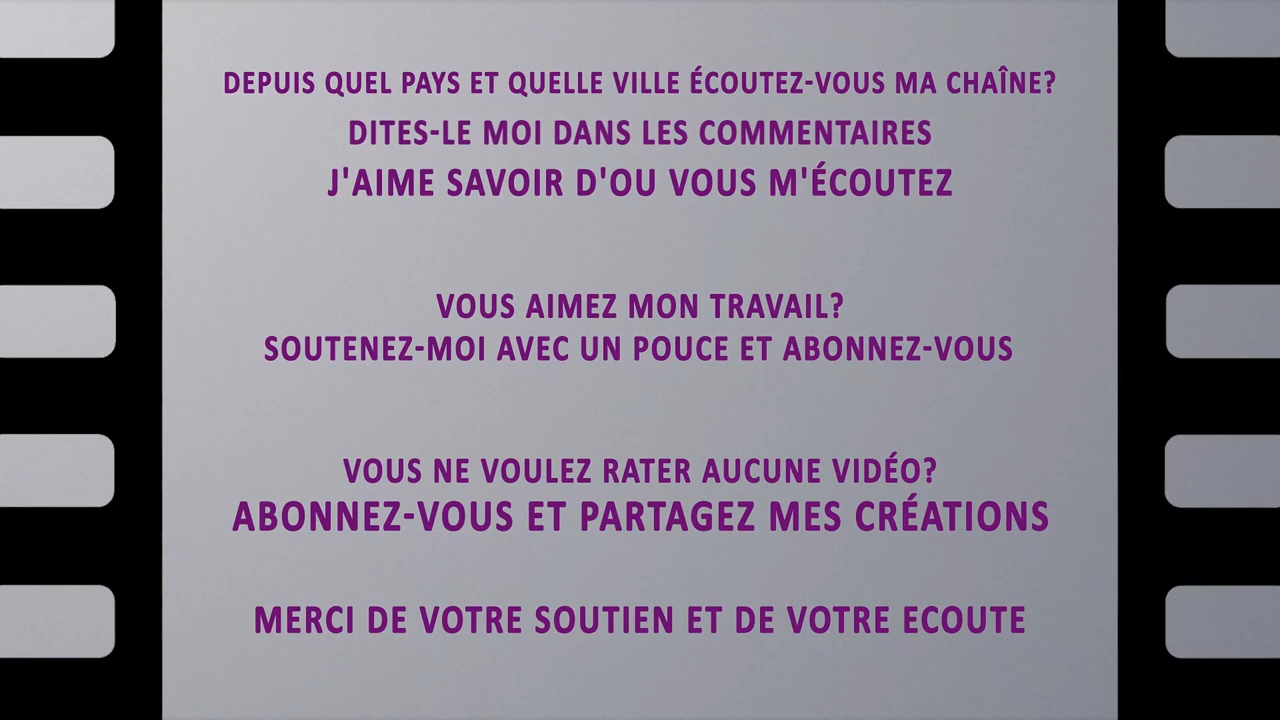 DEPUIS QUEL PAYS ET QUELLE VILLE ÉCOUTEZ-VOUS MA CHAÎNE?
DITES-LE MOI DANS LES COMMENTAIRES
J'AIME SAVOIR D'OU VOUS M'ÉCOUTEZ
VOUS AIMEZ MON TRAVAIL?
SOUTENEZ-MOI AVEC UN POUCE ET ABONNEZ-VOUS
VOUS NE VOULEZ RATER AUCUNE VIDÉO?
ABONNEZ-VOUS ET PARTAGEZ MES CRÉATIONS
MERCI DE VOTRE SOUTIEN ET DE VOTRE ECOUTE